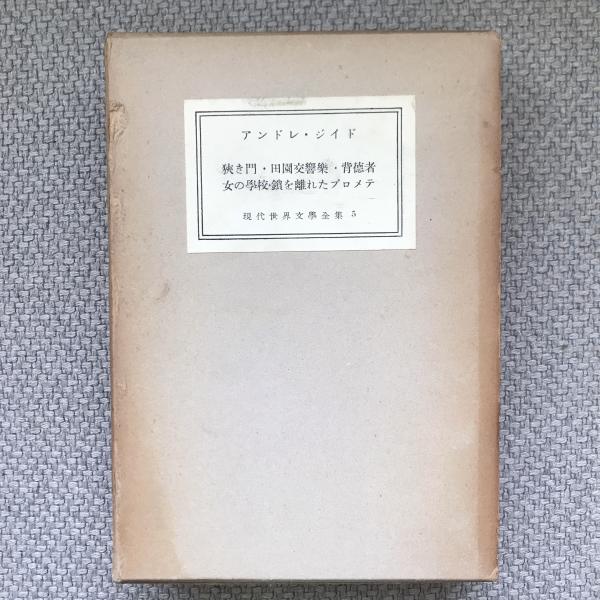 アンドレ・ジイド
狹き門・田園交響樂・背徳者
女の學校・鎖を離れたプロメテ
現代世界文學全集 5